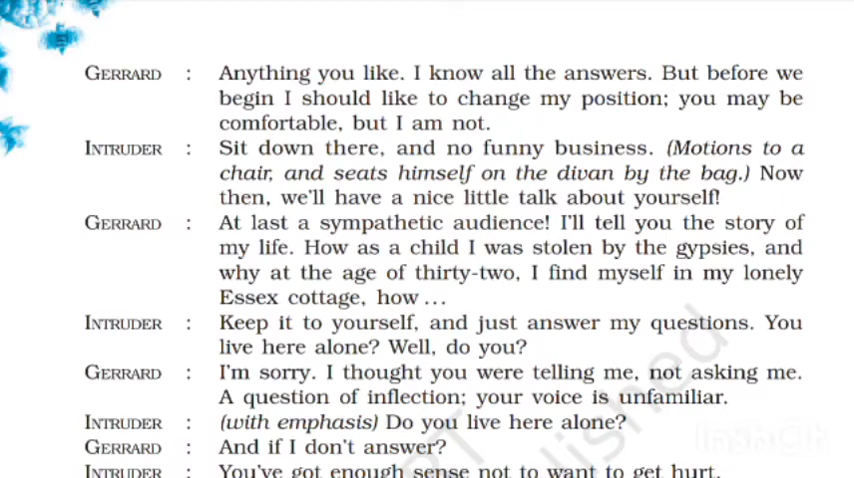 GERRARD : Anything you like. I know all the answers. But before we
begin I should like to change my position; you may be
comfortable, but I am not.
INTRUDER : Sit down there, and no funny business. (Motions to a
chair, and seats himself on the divan by the bag.) Now
then, we'll have a nice little talk about yourself!
GERRARD : At last a sympathetic audience! I'll tell you the story of
my life. How as a child I was stolen by the gypsies, and
why at the age of thirty-two, I find myself in my lonely
Essex cottage, how ...
INTRUDER : Keep it to yourself, and just answer my questions. You
live here alone? Well, do you?
GERRARD : I'm sorry. I thought you were telling me, not asking me.
A question of inflection; your voice is unfamiliar.
INTRUDER : (with emphasis) Do you live here alone?
GERRARD : And if I don't answer?
INTRUDER : You've got enough sense not to want to get hurt.